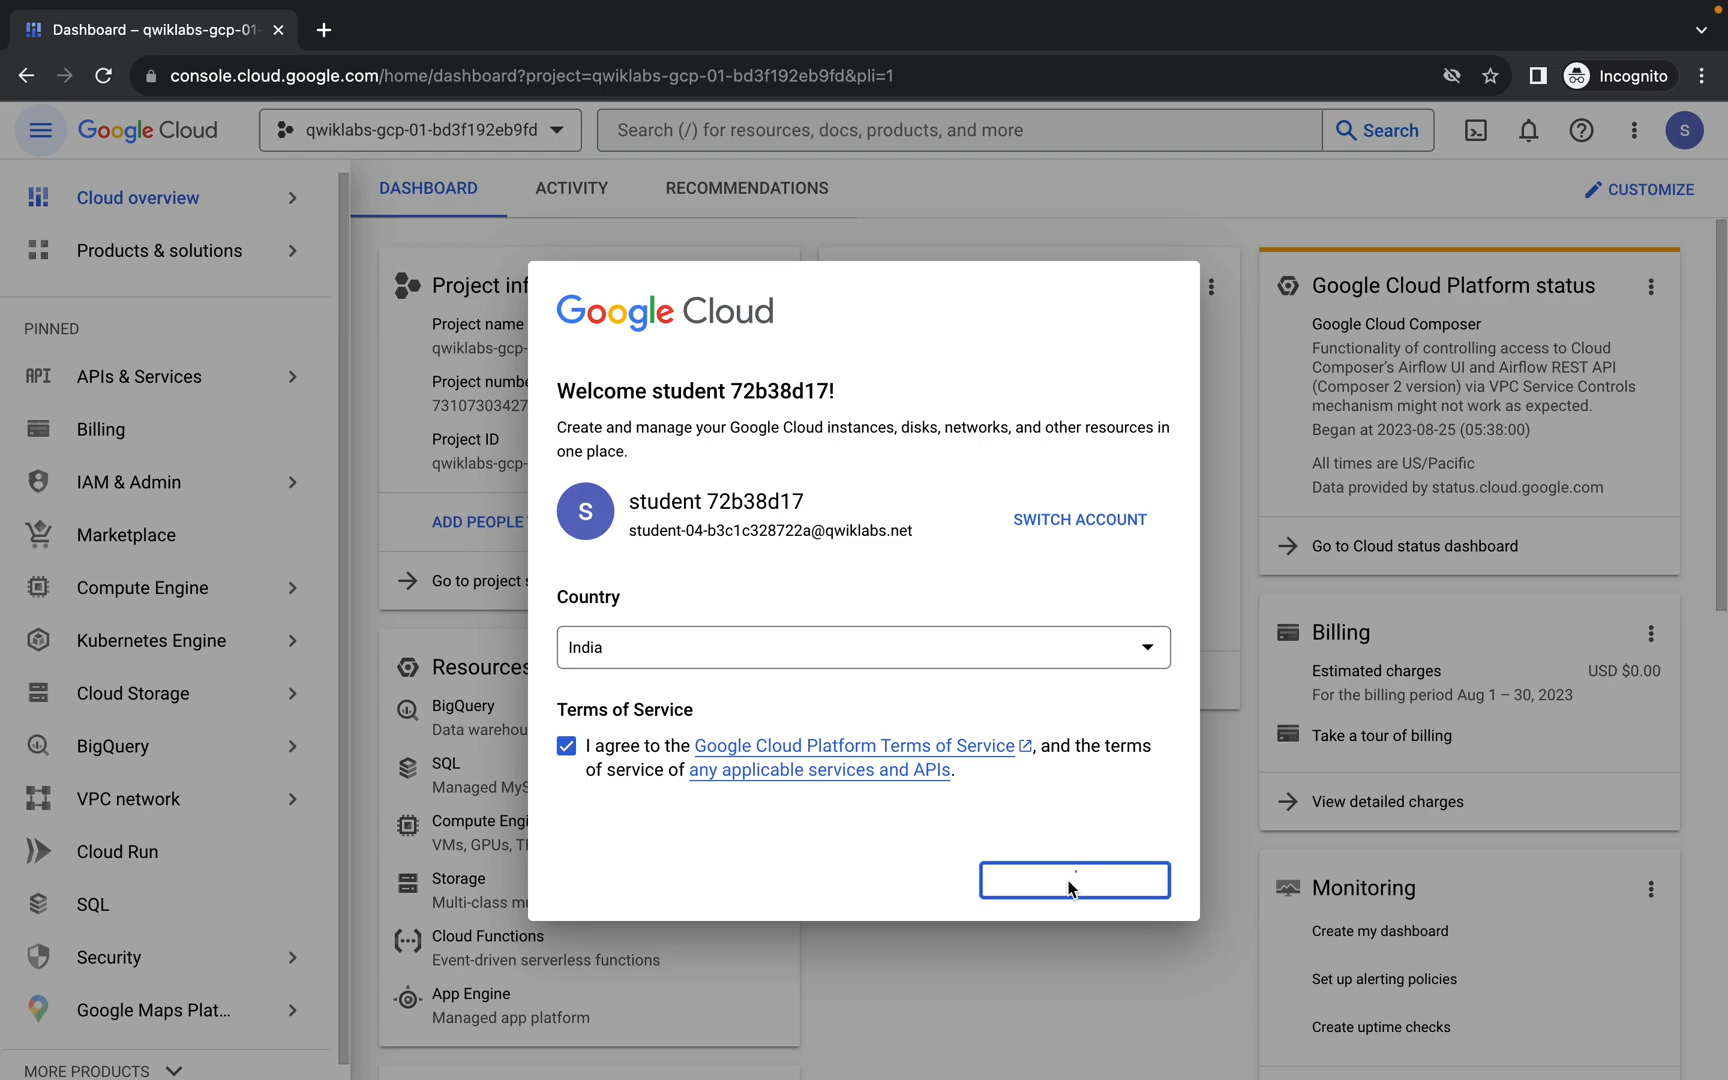 Dashboard – qwiklabs-gcp-01-
console.cloud.google.com/home/dashboard?project=qwiklabs-gcp-01-bd3f192eb9fd&pli=1
Incognito
Google Cloud
qwiklabs-gcp-01-bd3f192eb9fd
Search (/) for resources, docs, products, and more
Search
S
Cloud overview
Products & solutions
PINNED
API
APIs & Services
Billing
IAM & Admin
Marketplace
Compute Engine
Kubernetes Engine
Cloud Storage
BigQuery
VPC network
Cloud Run
SQL
Security
Google Maps Plat...
MORE PRODUCTS
DASHBOARD
ACTIVITY
RECOMMENDATIONS
CUSTOMIZE
Project inf
Project name
qwiklabs-gcp-
Project numbe
73107303427
Project ID
qwiklabs-gcp-
ADD PEOPLE
Go to project s
Resources
BigQuery
Data warehou
SQL
Managed MyS
Compute Engi
VMs, GPUs, T
Storage
Multi-class mu
Cloud Functions
Event-driven serverless functions
App Engine
Managed app platform
Google Cloud
Welcome student 72b38d17!
Create and manage your Google Cloud instances, disks, networks, and other resources in
one place.
S
student 72b38d17
student-04-b3c1c328722a@qwiklabs.net
SWITCH ACCOUNT
Country
India
Terms of Service
I agree to the Google Cloud Platform Terms of Service, and the terms
of service of any applicable services and APIs.
Google Cloud Platform status
Google Cloud Composer
Functionality of controlling access to Cloud
Composer's Airflow UI and Airflow REST API
(Composer 2 version) via VPC Service Controls
mechanism might not work as expected.
Began at 2023-08-25 (05:38:00)
All times are US/Pacific
Data provided by status.cloud.google.com
Go to Cloud status dashboard
Billing
Estimated charges
USD $0.00
For the billing period Aug 1 – 30, 2023
Take a tour of billing
View detailed charges
Monitoring
Create my dashboard
Set up alerting policies
Create uptime checks